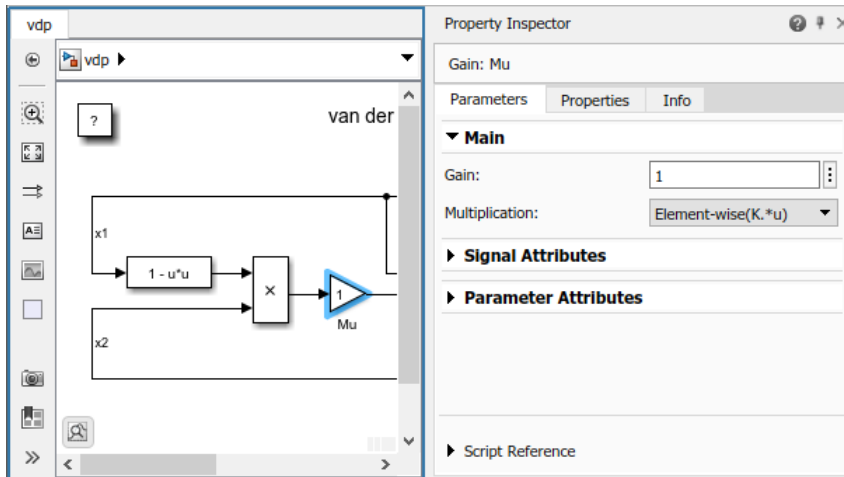 vdp
vdp
?
van der
x1
1 - u*u
×
1
Mu
x2
Property Inspector
Gain: Mu
Parameters Properties Info
Main
Gain: 1
Multiplication: Element-wise(K.*u)
Signal Attributes
Parameter Attributes
Script Reference